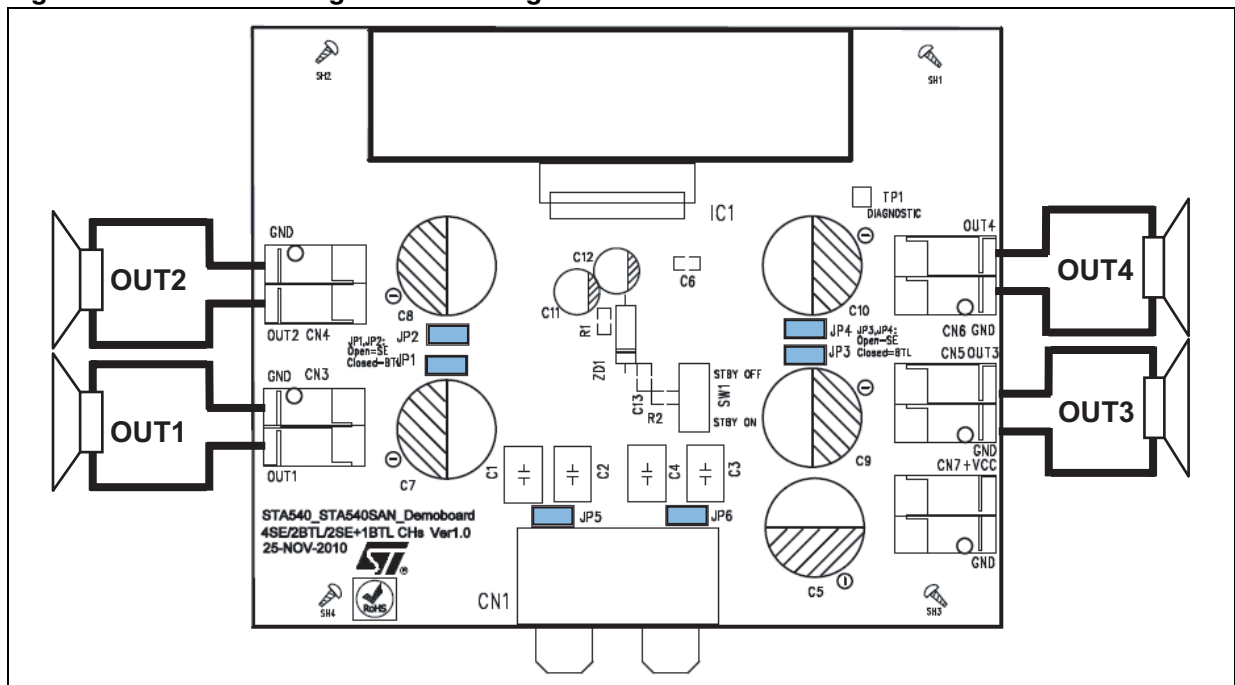 SH2
SH1
IC1
TP1
DIAGNOSTIC
GND
OUT4
OUT2
OUT4
C12
C6
C11
C8
C10
R1
OUT2 CN4
CN6 GND
JP1,JP2:
Open=SE
Closed=BTL
JP2
JP1
JP4
JP3
JP3,JP4:
Open=SE
Closed=BTL
CN5 OUT3
GND
CN3
ZD1
STBY OFF
SW1
STBY ON
C13
R2
OUT1
OUT3
OUT1
C7
C9
GND
CN7 +VCC
C1
C2
C4
C3
JP5
JP6
STA540_STA540SAN_Demoboard
4SE/2BTL/2SE+1BTL CHs Ver1.0
25-NOV-2010
ST
®
GND
C5
SH4
RoHS
CN1
SH3